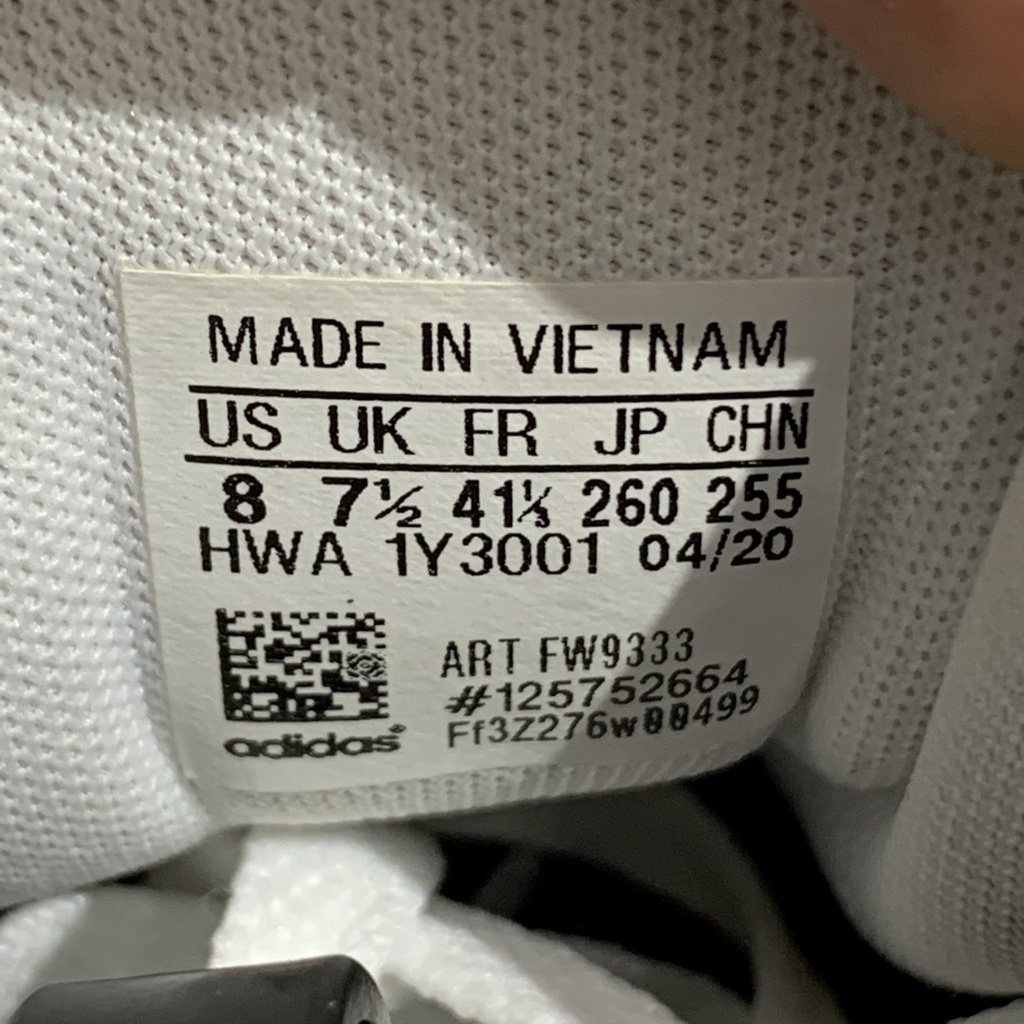 MADE IN VIETNAM
US UK FR JP CHN
8 7½ 41⅓ 260 255
HWA 1Y3001 04/20
ART FW9333
#125752664
Ff3Z276w00499
adidas®